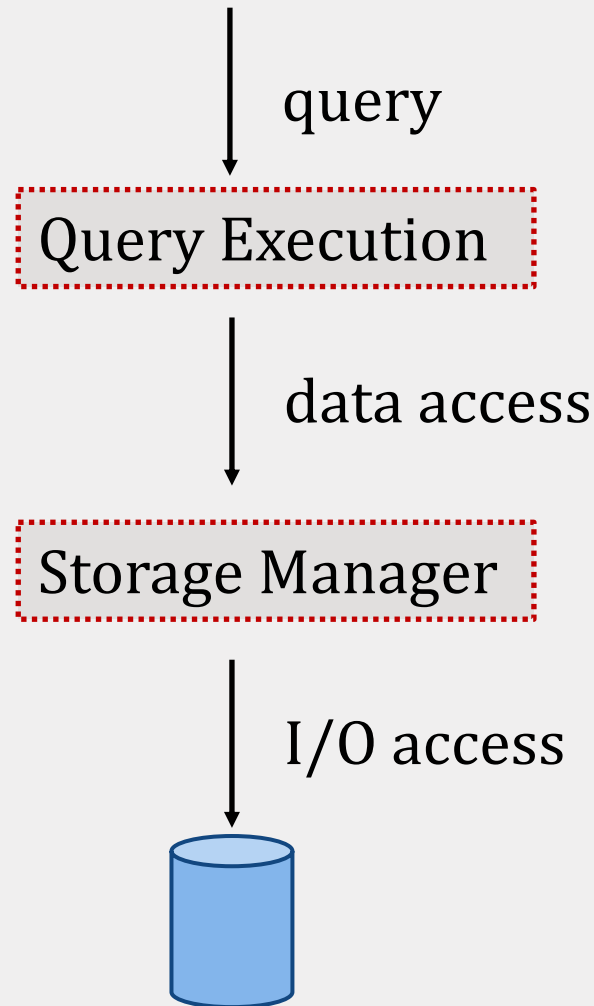 query
Query Execution
data access
Storage Manager
I/O access